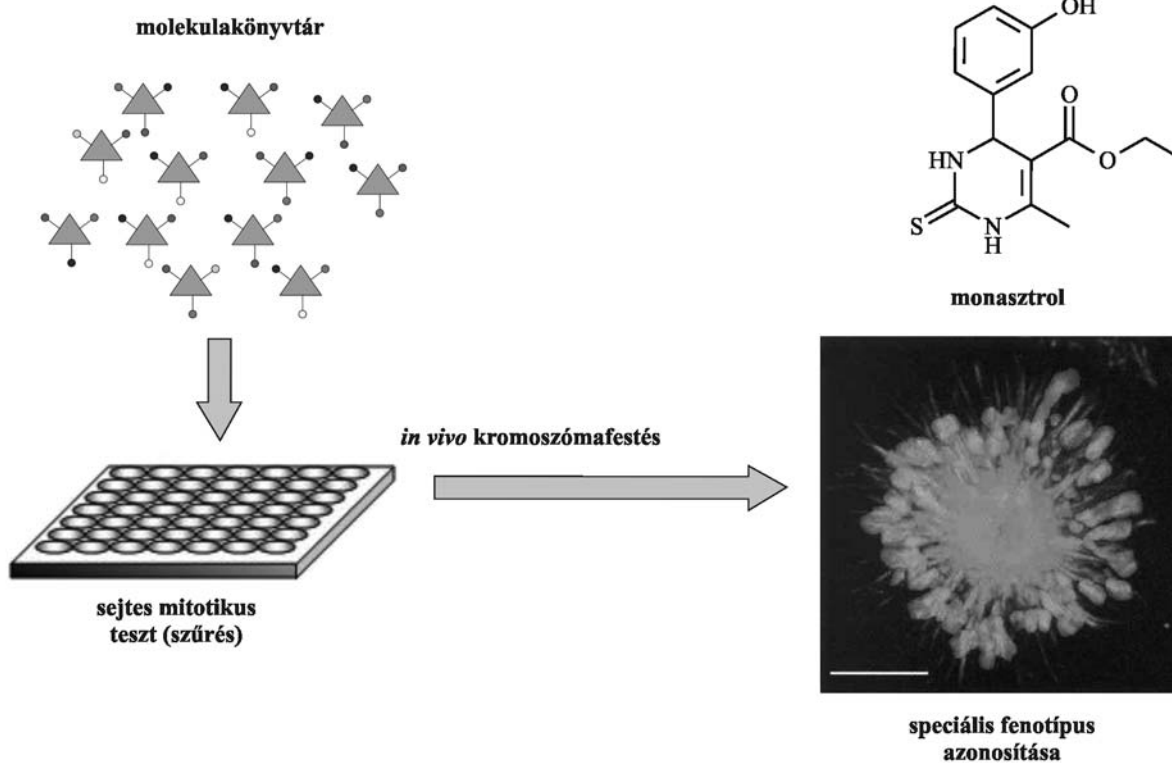 molekulakönyvtár
OH
O
HN
O
S
N
H
monasztrol
in vivo kromoszómafestés
sejtes mitotikus
teszt (szűrés)
speciális fenotípus
azonosítása